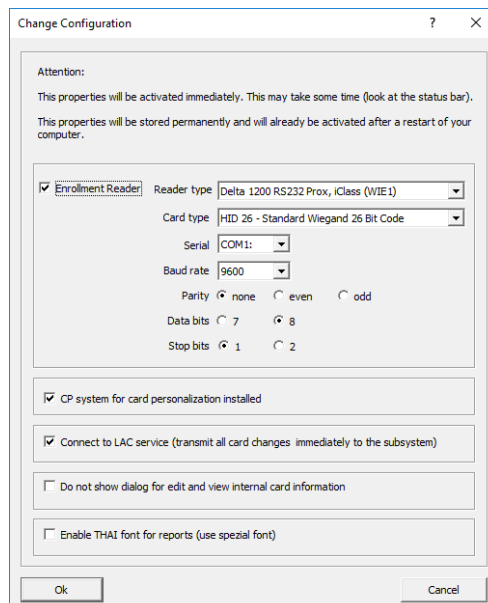 Change Configuration
?
Attention:
This properties will be activated immediately. This may take some time (look at the status bar).
This properties will be stored permanently and will already be activated after a restart of your
computer.
Enrollment Reader Reader type Delta 1200 RS232 Prox, iClass (WIE1)
Card type HID 26 - Standard Wiegand 26 Bit Code
Serial COM1:
Baud rate 9600
Parity none even odd
Data bits 7 8
Stop bits 1 2
CP system for card personalization installed
Connect to LAC service (transmit all card changes immediately to the subsystem)
Do not show dialog for edit and view internal card information
Enable THAI font for reports (use spezial font)
Ok Cancel